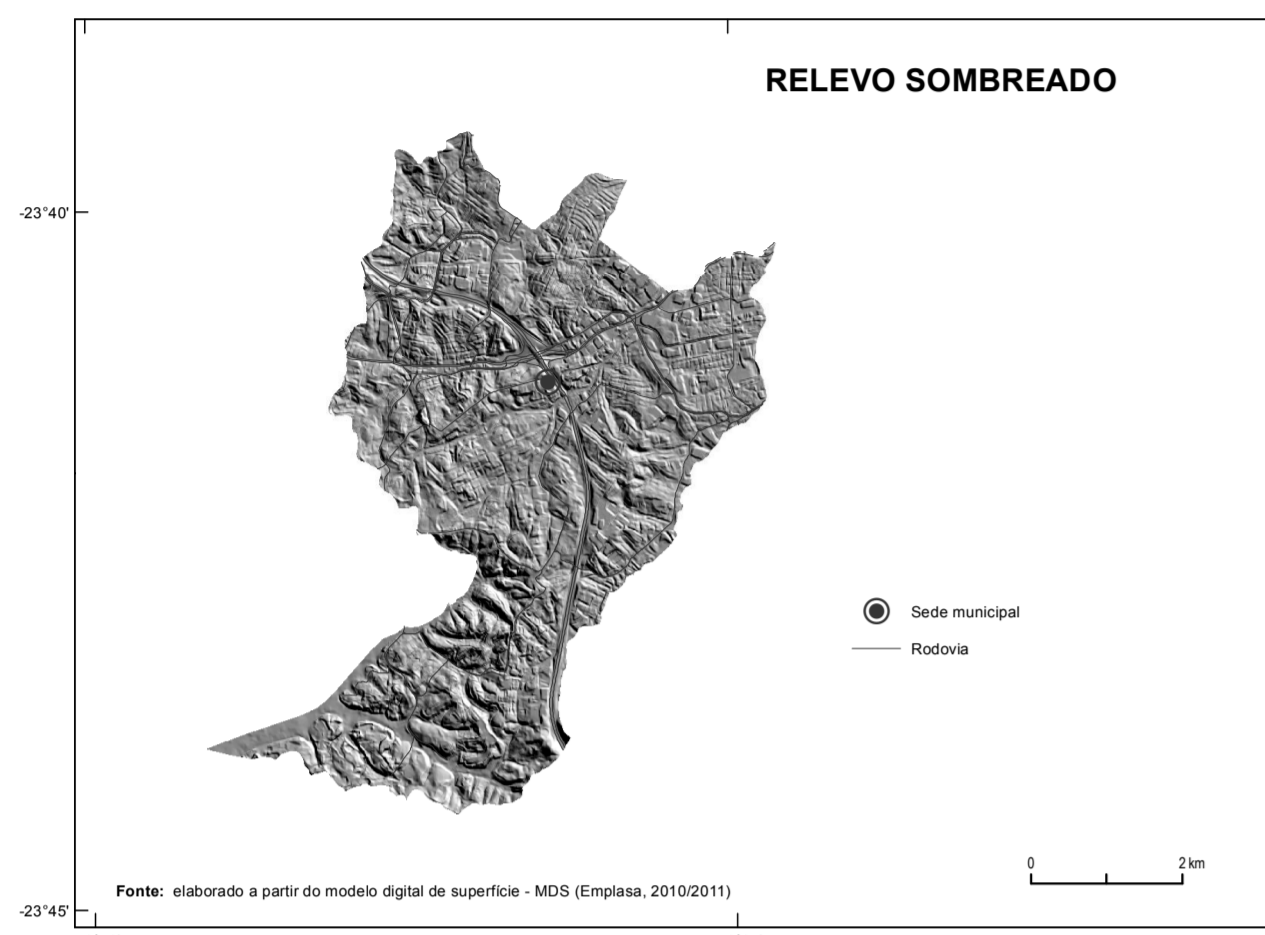 RELEVO SOMBREADO
-23°40'
Sede municipal
Rodovia
0 2 km
Fonte: elaborado a partir do modelo digital de superfície - MDS (Emplasa, 2010/2011)
-23°45'